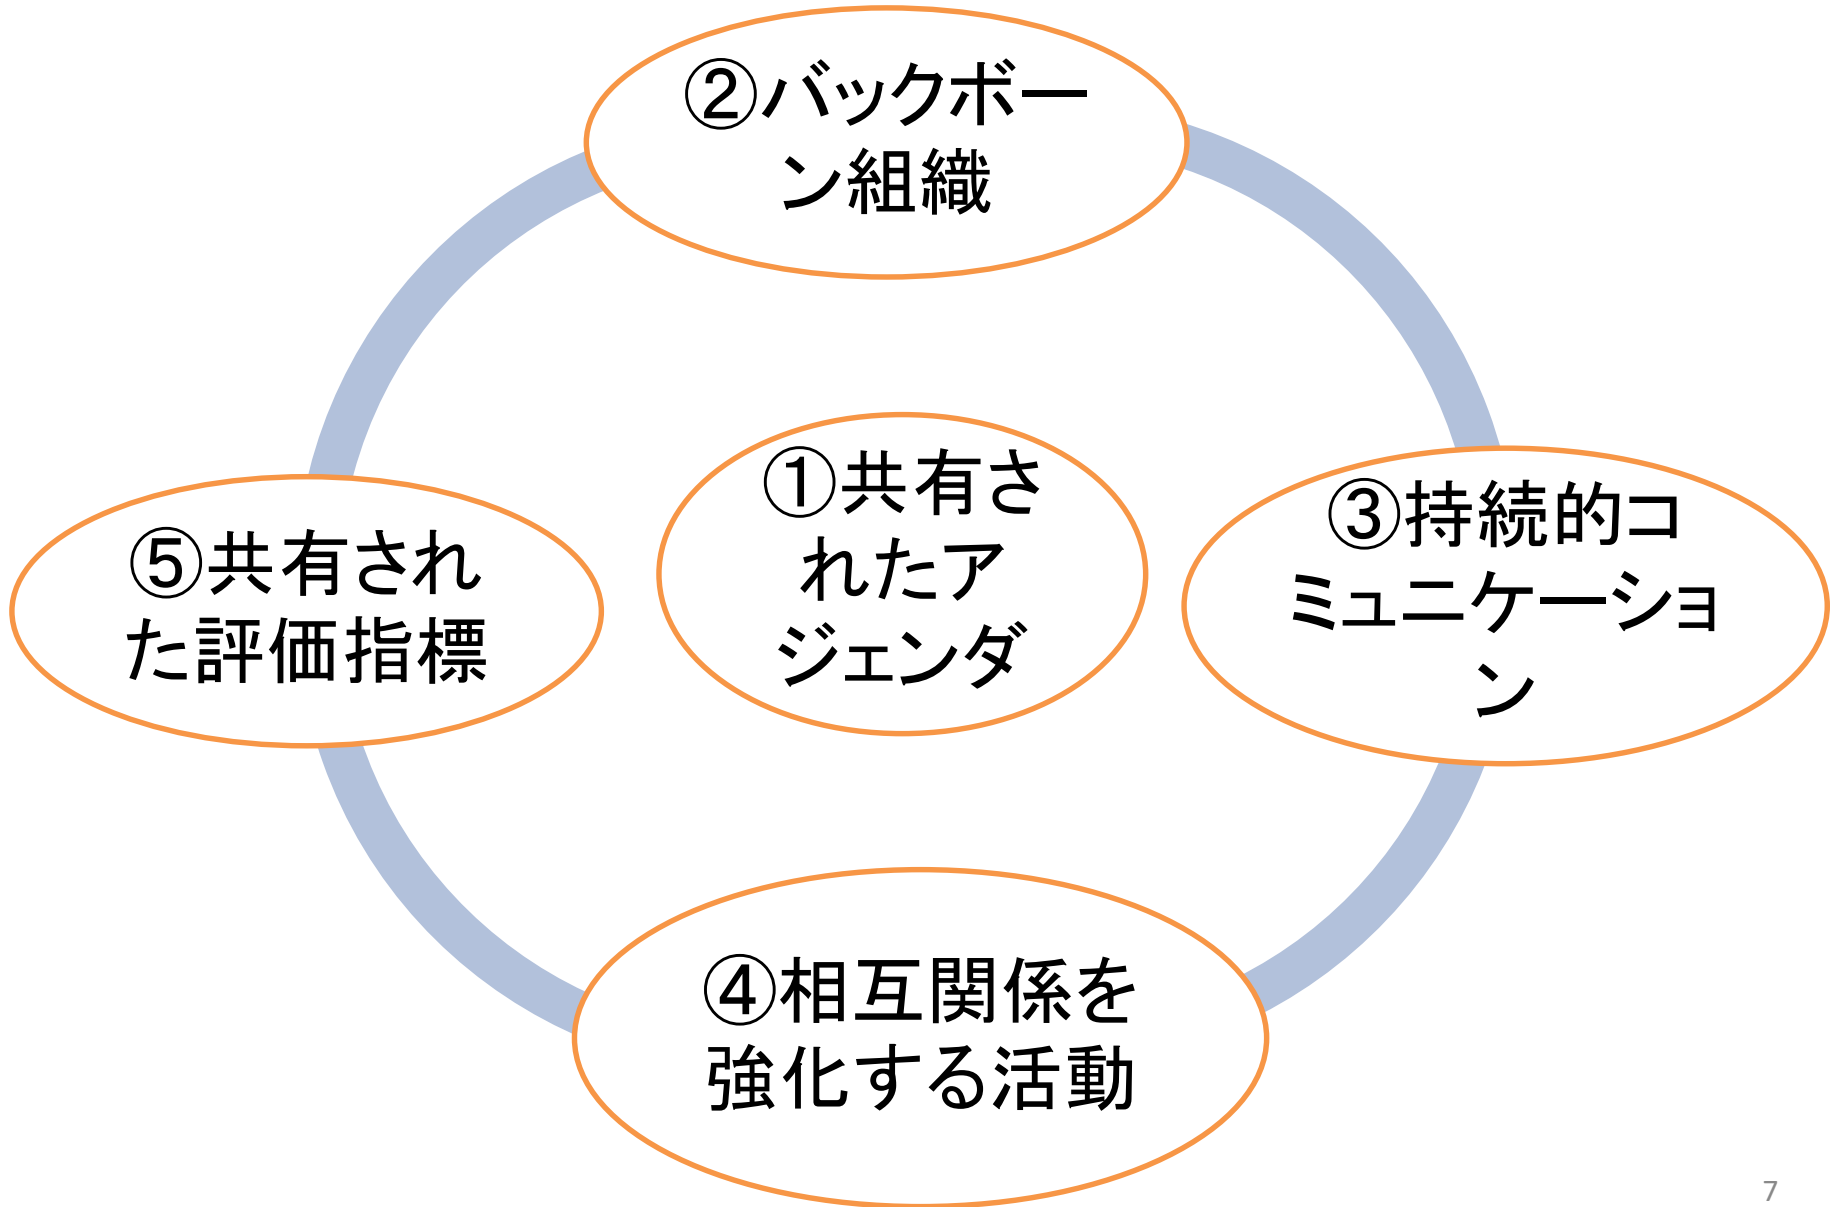 ②バックボー
ン組織
①共有さ
れたア
ジェンダ
③持続的コ
ミュニケーショ
ン
④相互関係を
強化する活動
⑤共有され
た評価指標
7